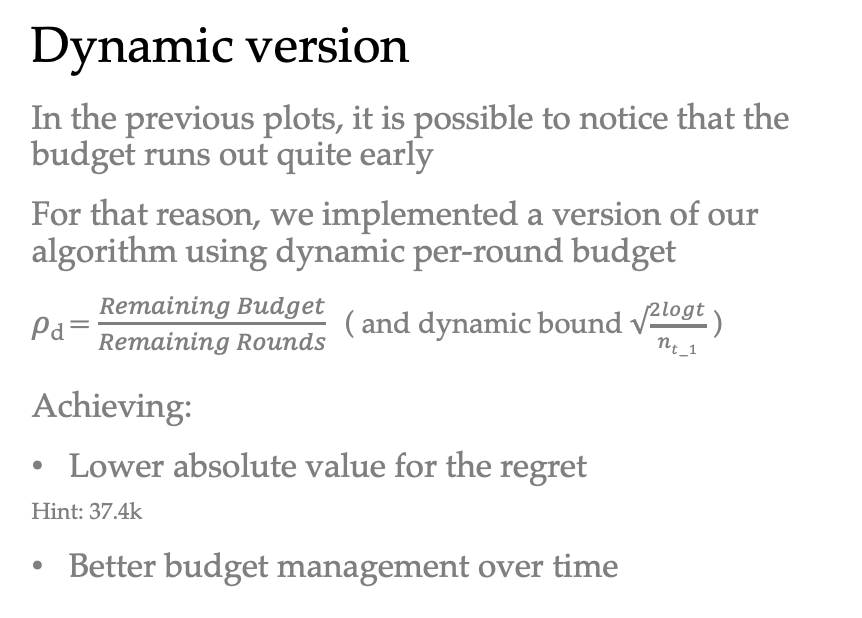 Dynamic version
In the previous plots, it is possible to notice that the
budget runs out quite early
For that reason, we implemented a version of our
algorithm using dynamic per-round budget
ρd = Remaining Budget / Remaining Rounds ( and dynamic bound √2logt / nt_1 )
Achieving:
• Lower absolute value for the regret
Hint: 37.4k
• Better budget management over time